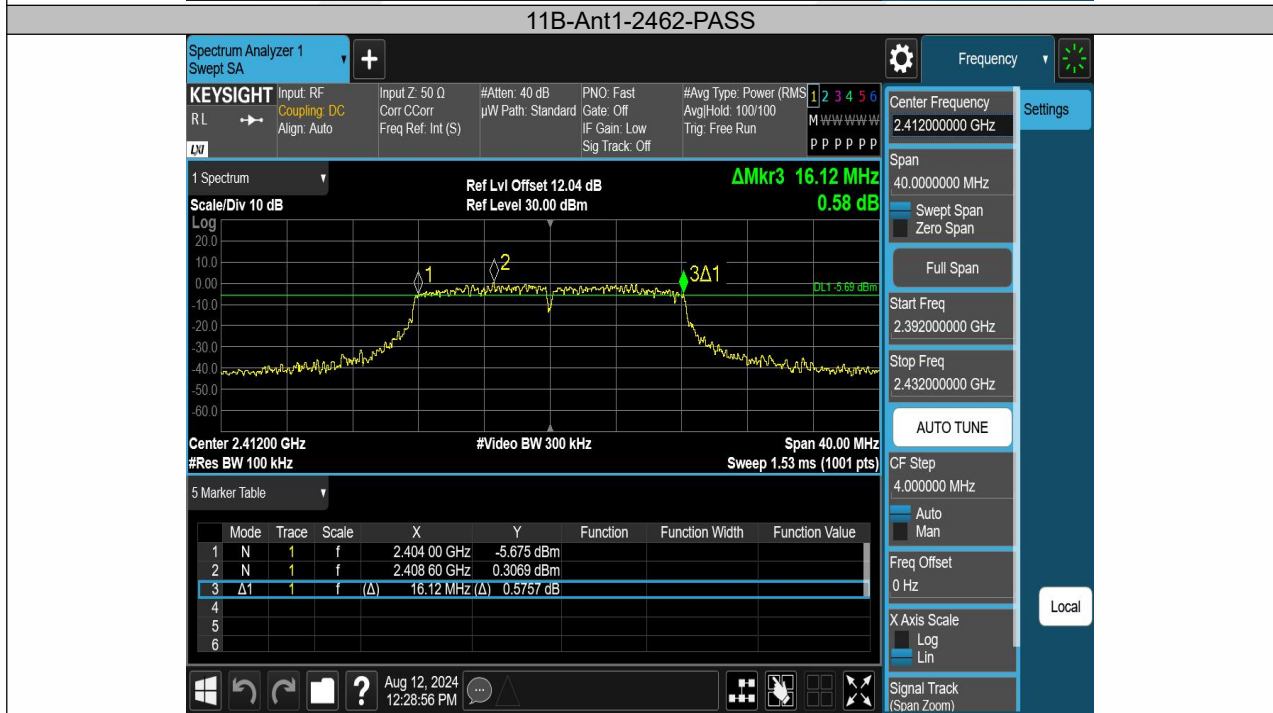 11B-Ant1-2462-PASS
Spectrum Analyzer 1
Swept SA
+
Frequency
KEYSIGHT
RL
LXI
Input: RF
Coupling: DC
Align: Auto
Input Z: 50 Ω
Corr CCorr
Freq Ref: Int (S)
#Atten: 40 dB
µW Path: Standard
PNO: Fast
Gate: Off
IF Gain: Low
Sig Track: Off
#Avg Type: Power (RMS
Avg|Hold: 100/100
Trig: Free Run
1 2 3 4 5 6
M W W W W W
P P P P P P
Center Frequency
2.412000000 GHz
Settings
Span
40.0000000 MHz
Swept Span
Zero Span
Full Span
Start Freq
2.392000000 GHz
Stop Freq
2.432000000 GHz
AUTO TUNE
CF Step
4.000000 MHz
Auto
Man
Freq Offset
0 Hz
X Axis Scale
Log
Lin
Signal Track
(Span Zoom)
Local
1 Spectrum
Scale/Div 10 dB
Ref Lvl Offset 12.04 dB
Ref Level 30.00 dBm
ΔMkr3 16.12 MHz
0.58 dB
Log
20.0
10.0
0.00
-10.0
-20.0
-30.0
-40.0
-50.0
-60.0
1
2
3Δ1
DL1 -5.69 dBm
Center 2.41200 GHz
#Video BW 300 kHz
Span 40.00 MHz
#Res BW 100 kHz
Sweep 1.53 ms (1001 pts)
5 Marker Table
Mode Trace Scale X Y Function Function Width Function Value
1 N 1 f 2.404 00 GHz -5.675 dBm
2 N 1 f 2.408 60 GHz 0.3069 dBm
3 Δ1 1 f (Δ) 16.12 MHz (Δ) 0.5757 dB
4
5
6
?
Aug 12, 2024
12:28:56 PM